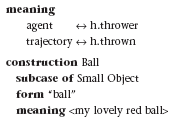 meaning
agent ↔ h.thrower
trajectory ↔ h.thrown
construction Ball
subcase of Small Object
form “ball”
meaning <my lovely red ball>